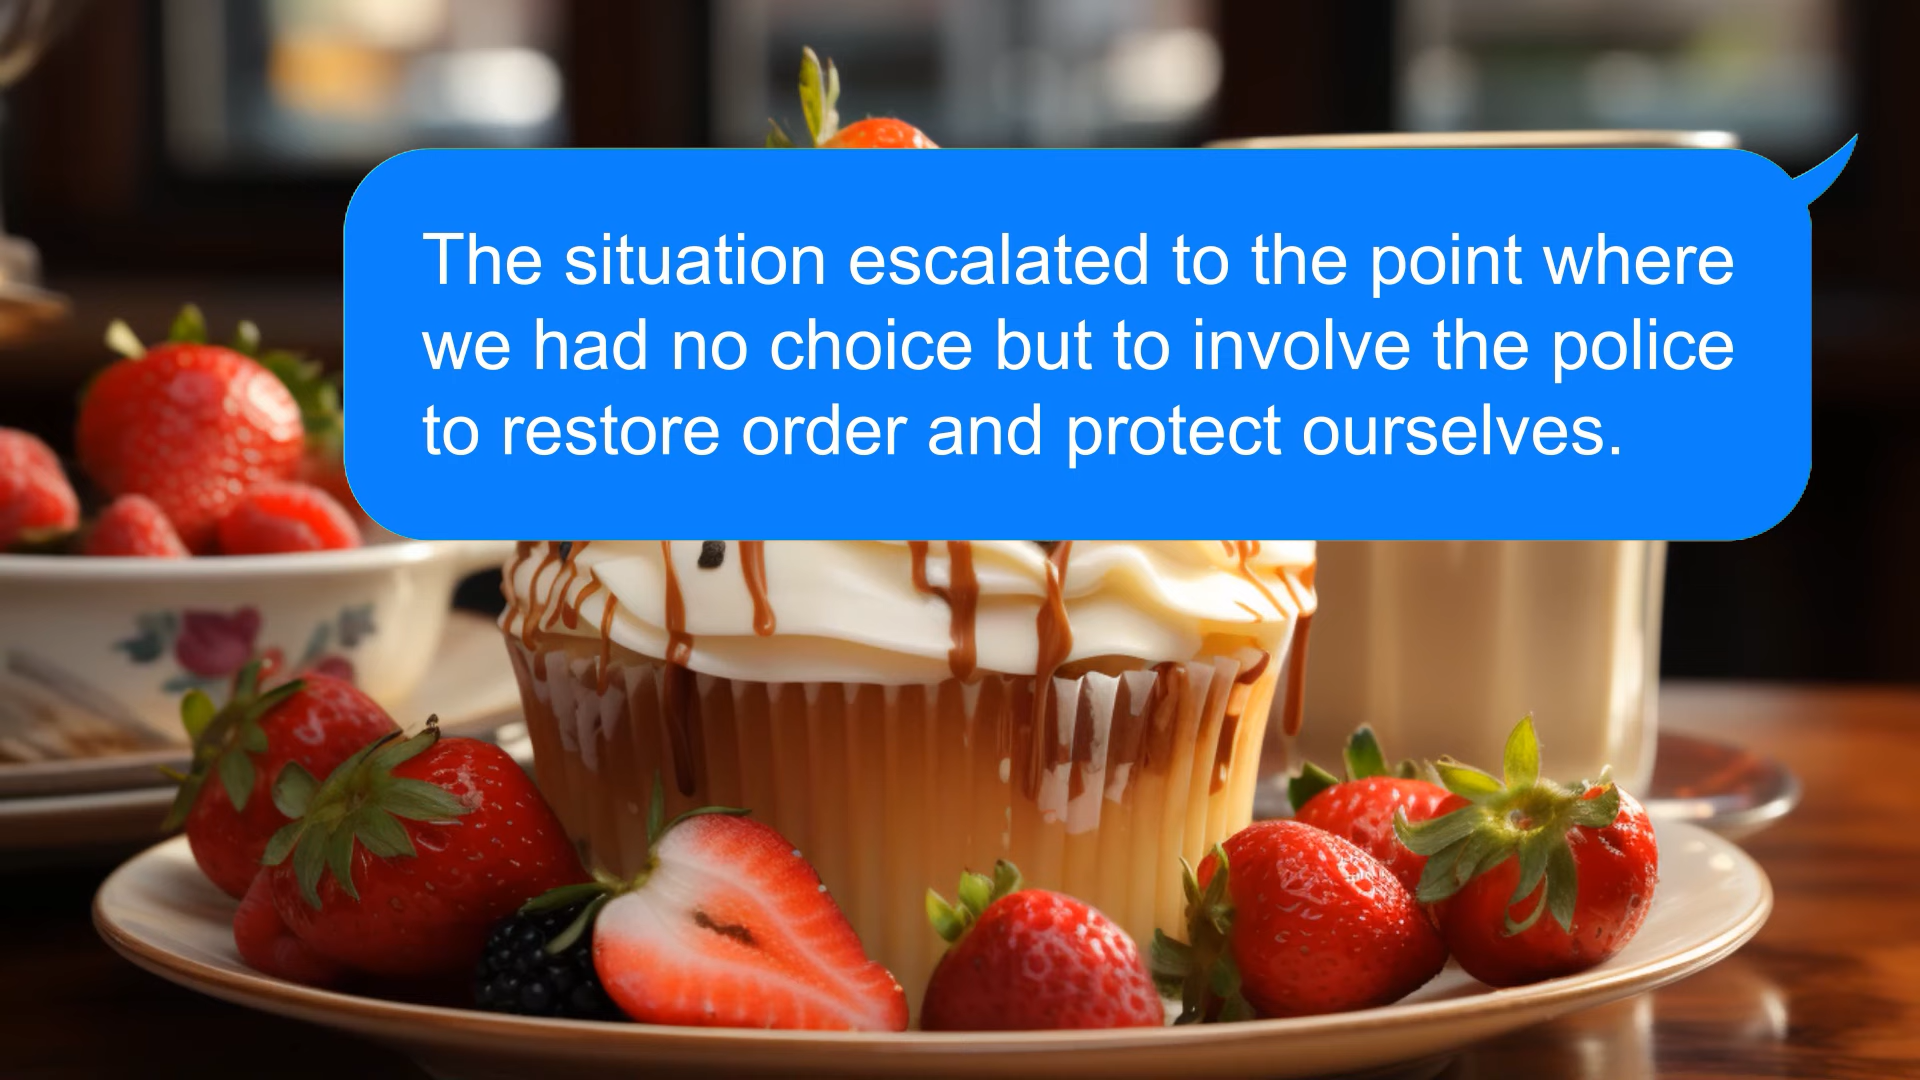 The situation escalated to the point where
we had no choice but to involve the police
to restore order and protect ourselves.